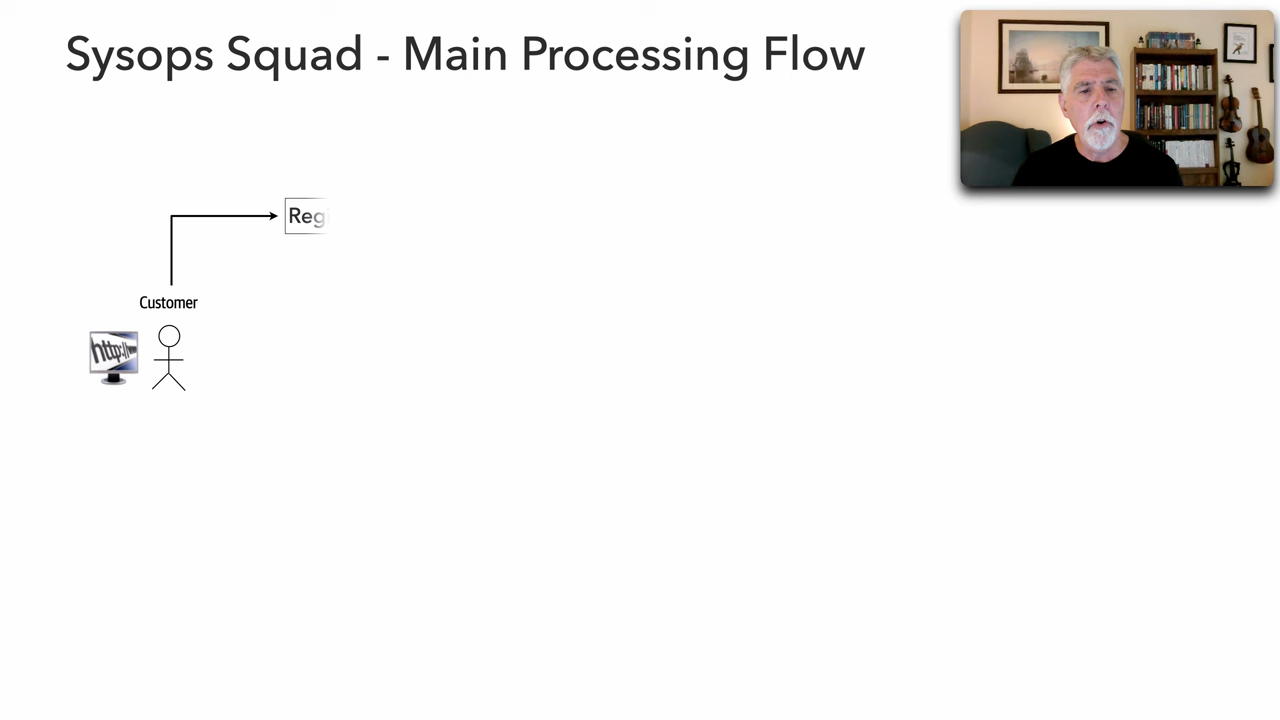 Sysops Squad - Main Processing Flow
Reg
Customer
http://